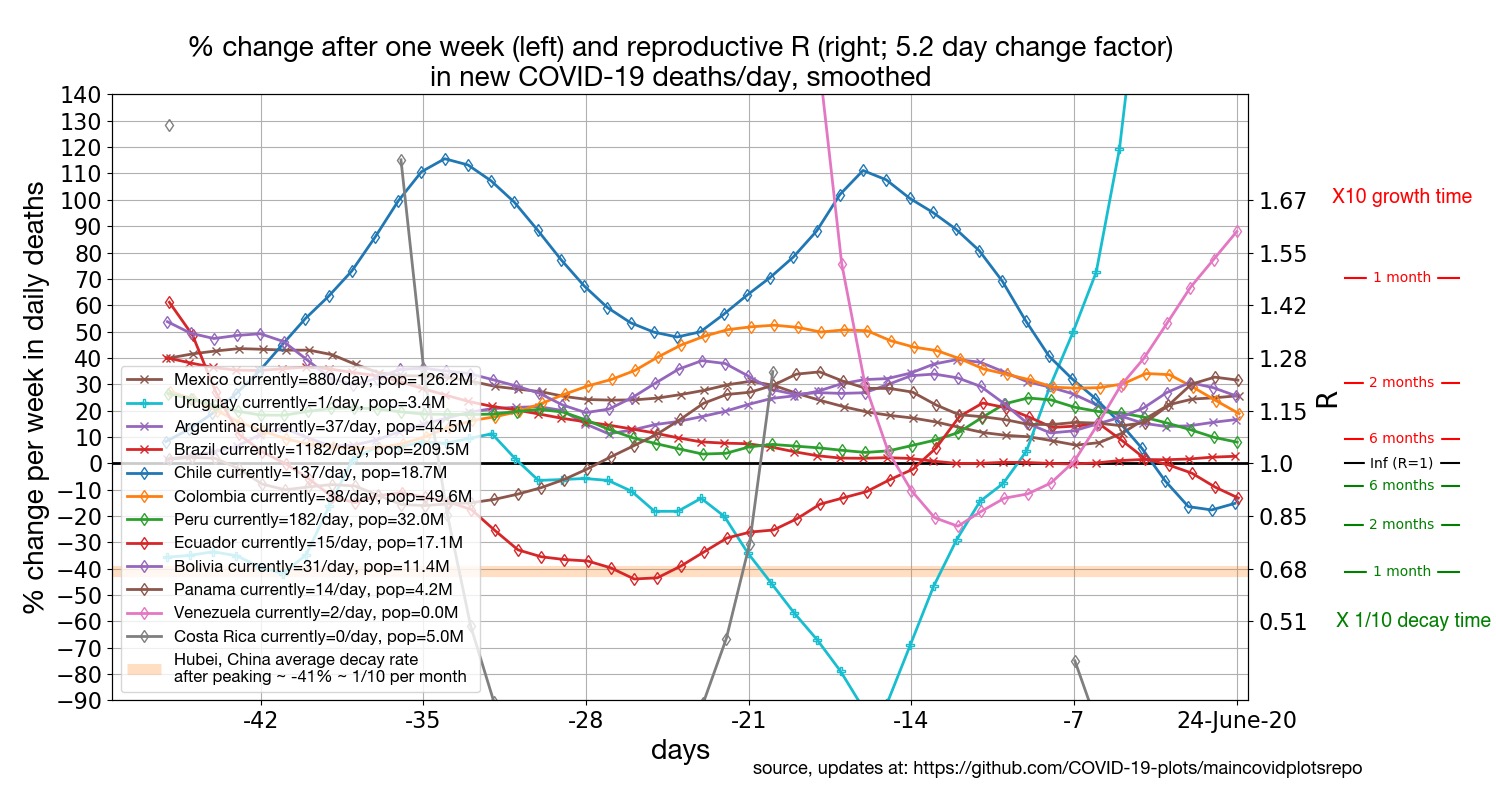 % change after one week (left) and reproductive R (right; 5.2 day change factor)
in new COVID-19 deaths/day, smoothed
% change per week in daily deaths
140
130
120
110
100
90
80
70
60
50
40
30
20
10
0
−10
−20
−30
−40
−50
−60
−70
−80
−90
Mexico currently=880/day, pop=126.2M
Uruguay currently=1/day, pop=3.4M
Argentina currently=37/day, pop=44.5M
Brazil currently=1182/day, pop=209.5M
Chile currently=137/day, pop=18.7M
Colombia currently=38/day, pop=49.6M
Peru currently=182/day, pop=32.0M
Ecuador currently=15/day, pop=17.1M
Bolivia currently=31/day, pop=11.4M
Panama currently=14/day, pop=4.2M
Venezuela currently=2/day, pop=0.0M
Costa Rica currently=0/day, pop=5.0M
Hubei, China average decay rate
after peaking ~ -41% ~ 1/10 per month
-42 -35 -28 -21 -14 -7 24-June-20
days
1.67
1.55
1.42
1.28
1.15
1.0
0.85
0.68
0.51
R
X10 growth time
1 month
2 months
6 months
Inf (R=1)
6 months
2 months
1 month
X 1/10 decay time
source, updates at: https://github.com/COVID-19-plots/maincovidplotsrepo